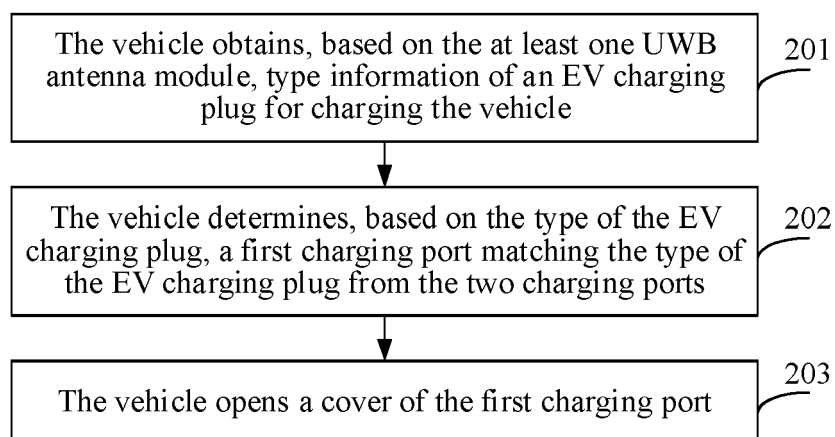 The vehicle obtains, based on the at least one UWB
antenna module, type information of an EV charging
plug for charging the vehicle
201
The vehicle determines, based on the type of the EV
charging plug, a first charging port matching the type of
the EV charging plug from the two charging ports
202
The vehicle opens a cover of the first charging port
203